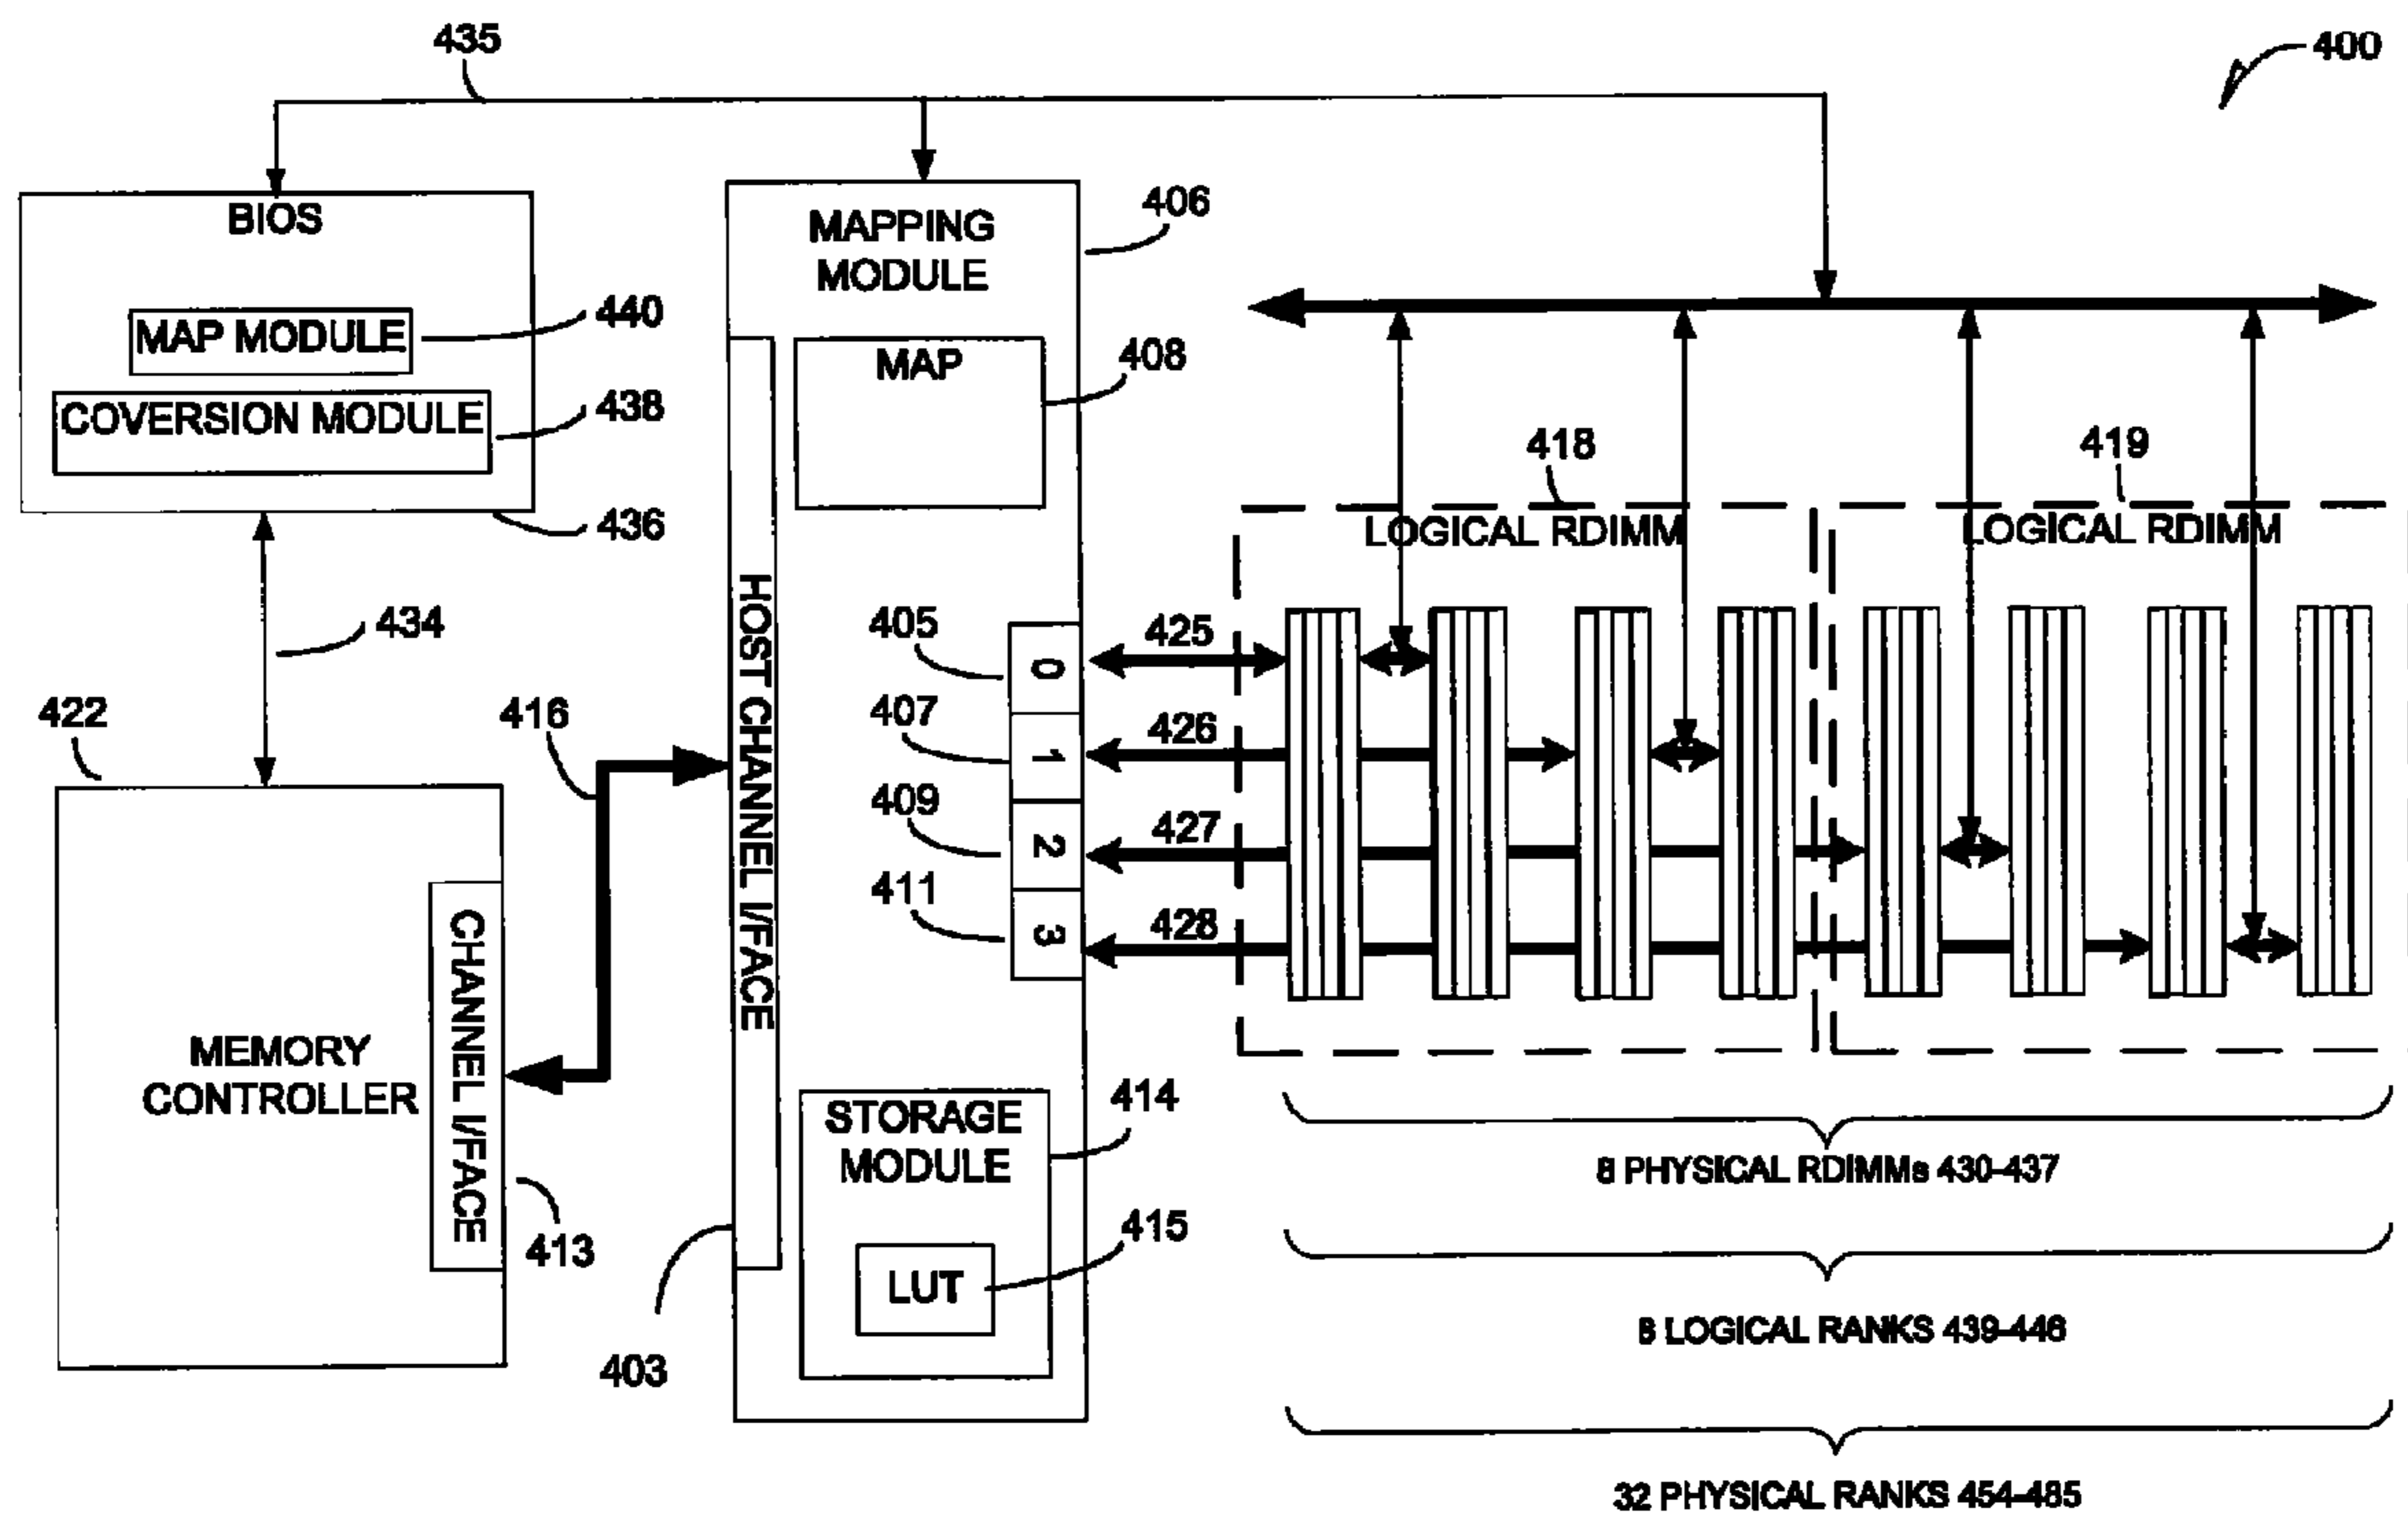 435
400
BIOS
MAP MODULE
440
COVERSION MODULE
438
436
434
422
416
MEMORY
CONTROLLER
CHANNEL I/FACE
413
MAPPING
MODULE
406
MAP
408
HOST CHANNEL I/FACE
403
405
0
407
1
409
2
411
3
425
426
427
428
STORAGE
MODULE
414
LUT
415
418
LOGICAL RDIMM
419
LOGICAL RDIMM
8 PHYSICAL RDIMMs 430-437
8 LOGICAL RANKS 439-446
32 PHYSICAL RANKS 454-485